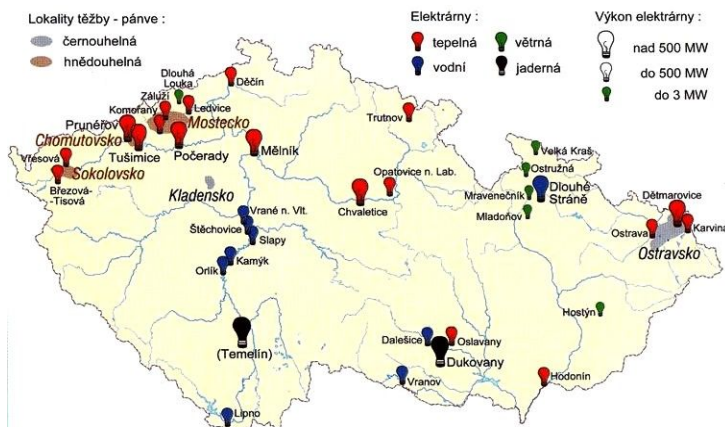 Lokality těžby - pánve :
černouhelná
hnědouhelná
Elektrárny :
tepelná
vodní
větrná
jaderná
Výkon elektrárny :
nad 500 MW
do 500 MW
do 3 MW
Dlouhá
Louka
Děčín
Záluží
Komořany
Ledvice
Prunéřov
Mostecko
Chomutovsko
Tušimice
Počerady
Mělník
Trutnov
Vřesová
Sokolovsko
Březová-
Tisová
Kladensko
Opatovice n. Lab.
Chvaletice
Velká Kraš
Ostružná
Mravenečník
Dlouhé
Stráně
Mladoňov
Dětmarovice
Ostrava
Karvina
Ostravsko
Vrané n. Vlt.
Štěchovice
Slapy
Kamýk
Orlík
Hostýn
(Temelín)
Dalešice
Oslavany
Dukovany
Vranov
Hodonín
Lipno